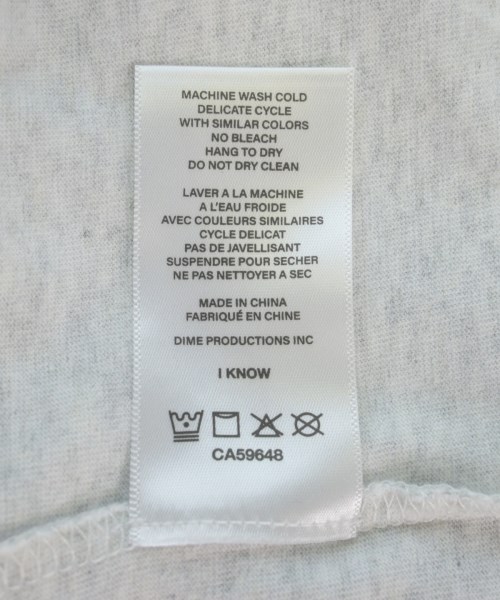 MACHINE WASH COLD
DELICATE CYCLE
WITH SIMILAR COLORS
NO BLEACH
HANG TO DRY
DO NOT DRY CLEAN
LAVER A LA MACHINE
A L'EAU FROIDE
AVEC COULEURS SIMILAIRES
CYCLE DELICAT
PAS DE JAVELLISANT
SUSPENDRE POUR SECHER
NE PAS NETTOYER A SEC
MADE IN CHINA
FABRIQUÉ EN CHINE
DIME PRODUCTIONS INC
I KNOW
CA59648